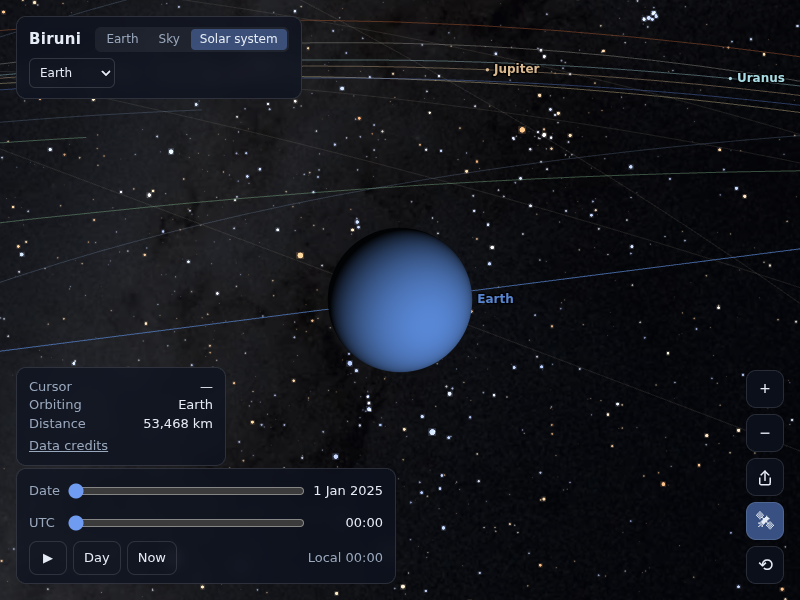 Biruni Earth Sky Solar system
Earth
Jupiter
Uranus
Earth
Cursor —
Orbiting Earth
Distance 53,468 km
Data credits
Date 1 Jan 2025
UTC 00:00
▶ Day Now Local 00:00
+
−
⟲